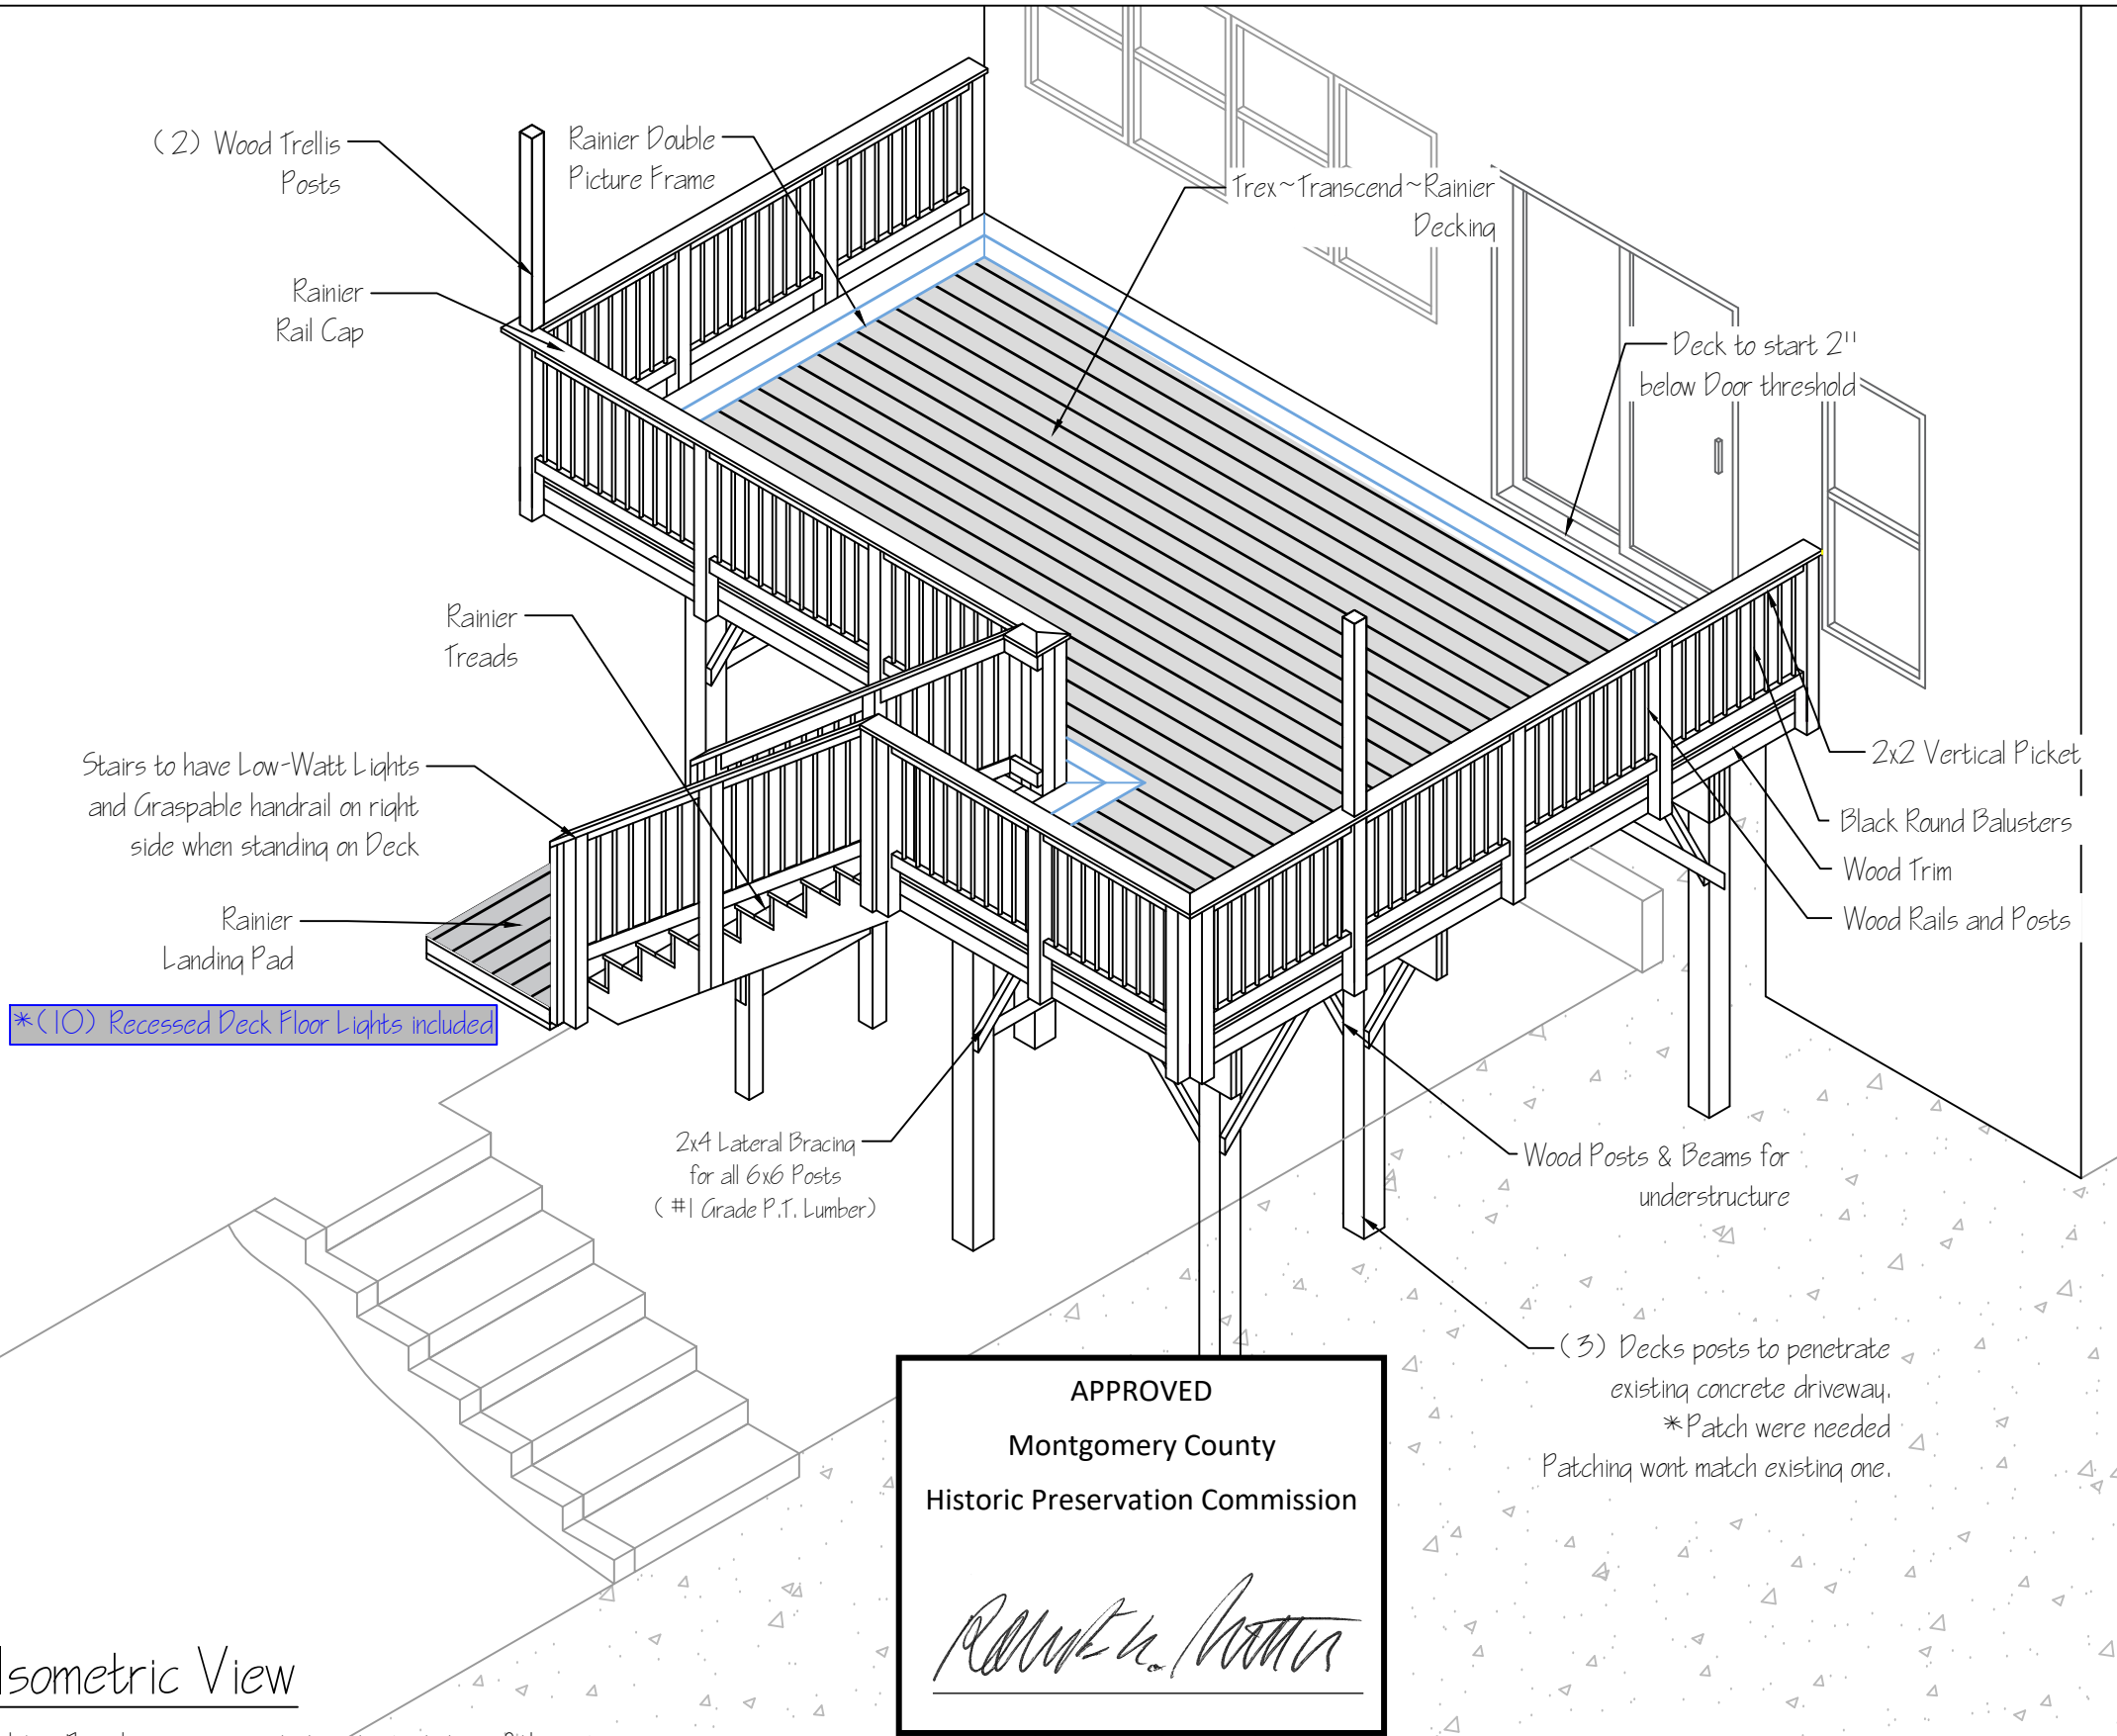 (2) Wood Trellis
Posts
Rainier Double
Picture Frame
Trex~Transcend~Rainier
Decking
Rainier
Rail Cap
Deck to start 2"
below Door threshold
Rainier
Treads
Stairs to have Low-Watt Lights
and Graspable handrail on right
side when standing on Deck
2x2 Vertical Picket
Black Round Balusters
Wood Trim
Wood Rails and Posts
Rainier
Landing Pad
*(10) Recessed Deck Floor Lights included
2x4 Lateral Bracing
for all 6x6 Posts
(#1 Grade P.T. Lumber)
Wood Posts & Beams for
understructure
(3) Decks posts to penetrate
existing concrete driveway.
*Patch were needed
Patching wont match existing one.
APPROVED
Montgomery County
Historic Preservation Commission
Isometric View